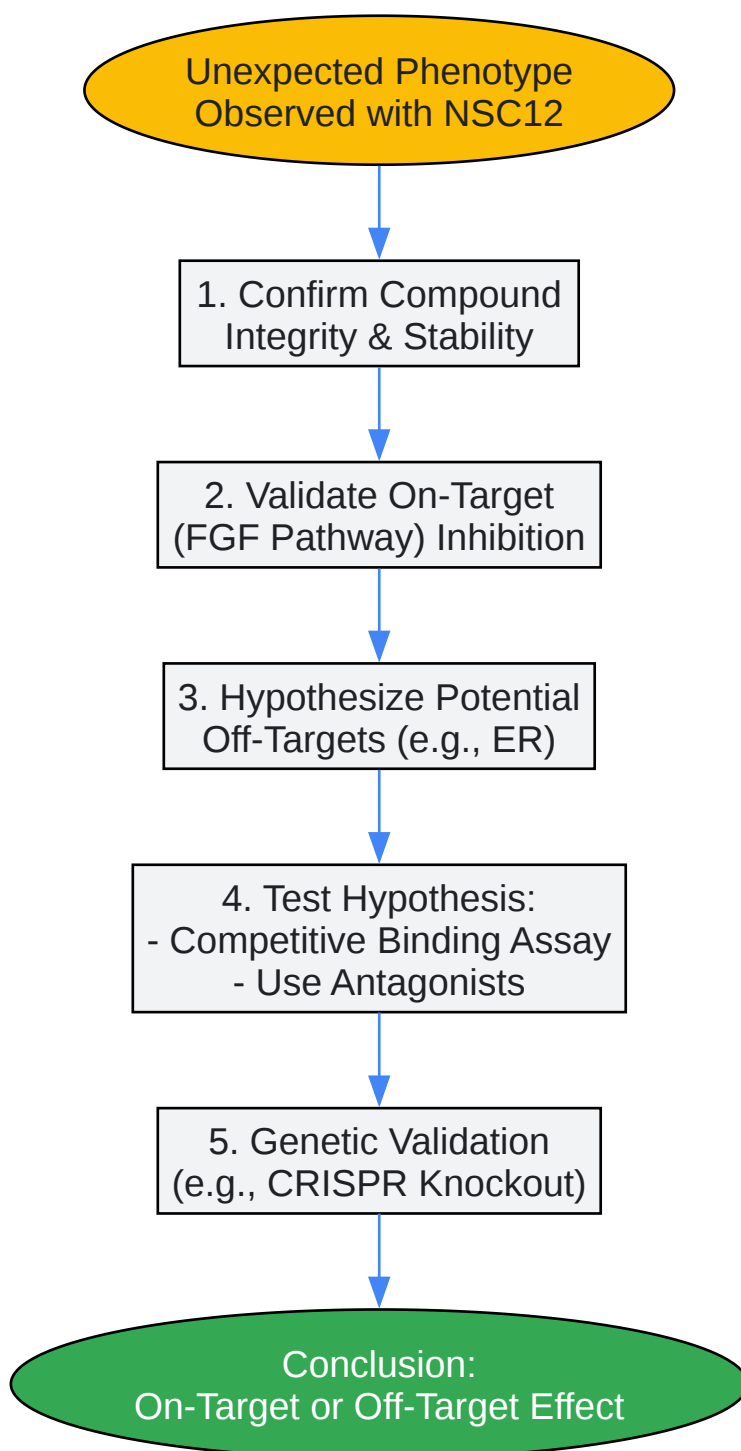 Unexpected Phenotype
Observed with NSC12
1. Confirm Compound
Integrity & Stability
2. Validate On-Target
(FGF Pathway) Inhibition
3. Hypothesize Potential
Off-Targets (e.g., ER)
4. Test Hypothesis:
- Competitive Binding Assay
- Use Antagonists
5. Genetic Validation
(e.g., CRISPR Knockout)
Conclusion:
On-Target or Off-Target Effect